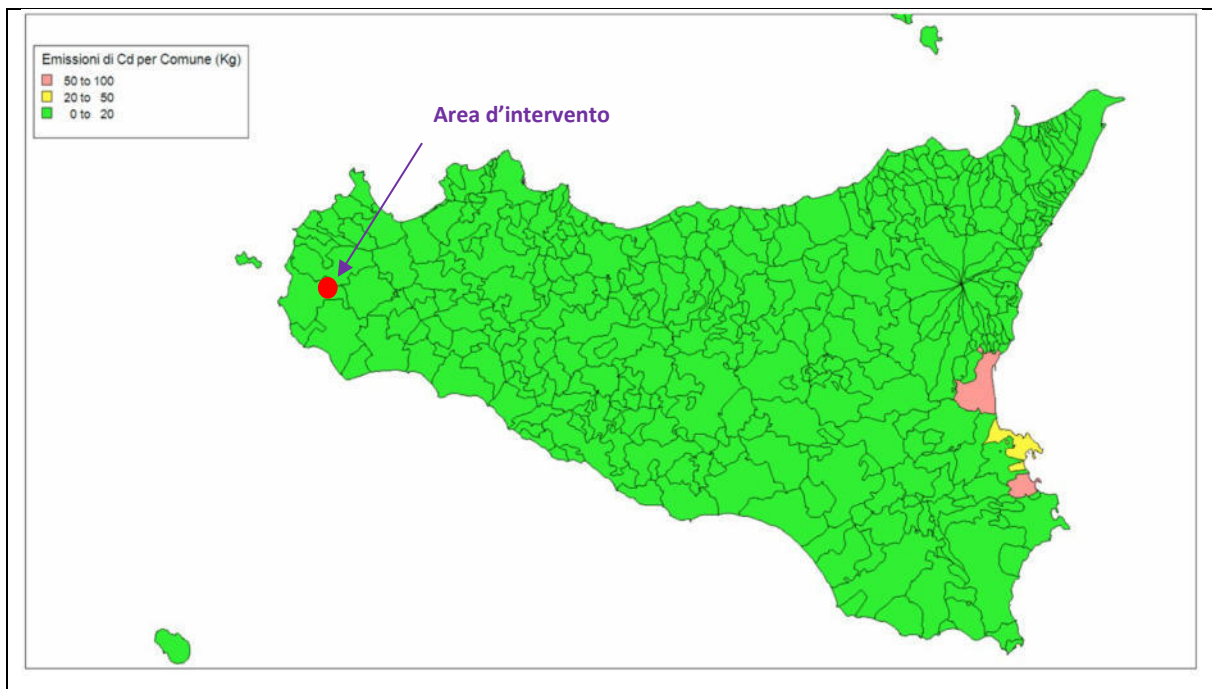 Emissioni di Cd per Comune (Kg)
50 to 100
20 to 50
0 to 20
Area d'intervento